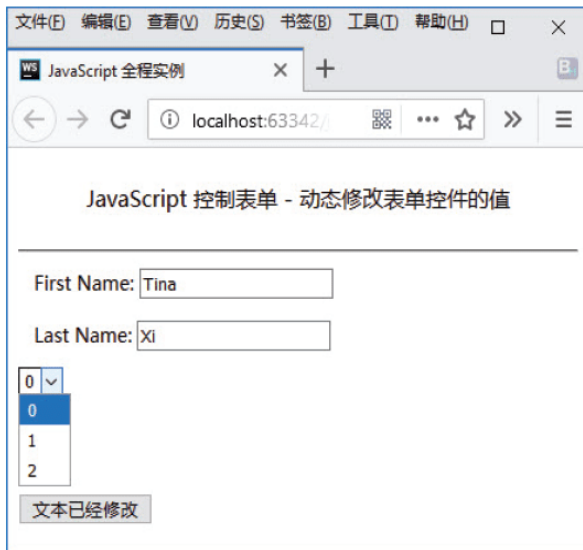 文件(F) 编辑(E) 查看(V) 历史(S) 书签(B) 工具(T) 帮助(H)
WS JavaScript 全程实例
localhost:63342/
JavaScript 控制表单 - 动态修改表单控件的值
First Name: Tina
Last Name: Xi
0
0
1
2
文本已经修改